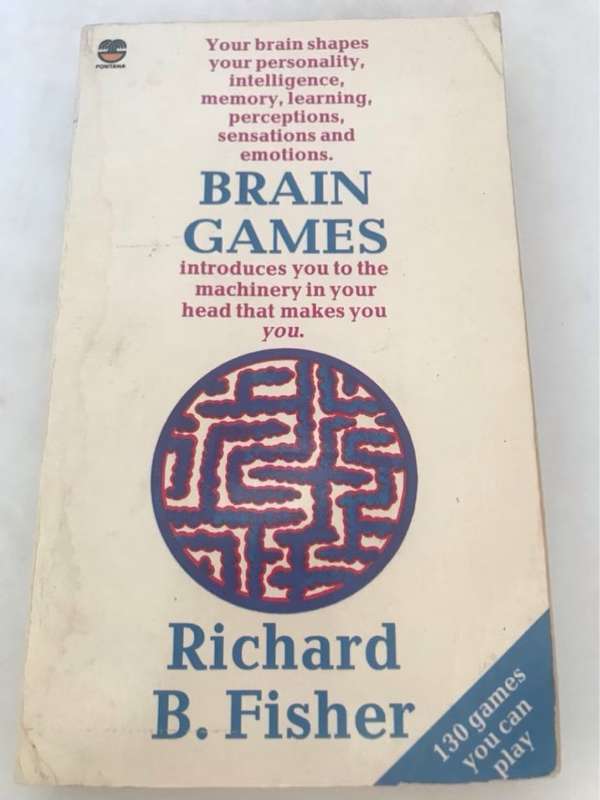 FONTANA
Your brain shapes
your personality,
intelligence,
memory, learning,
perceptions,
sensations and
emotions.
BRAIN
GAMES
introduces you to the
machinery in your
head that makes you
you.
Richard
B. Fisher
130 games
you can
play